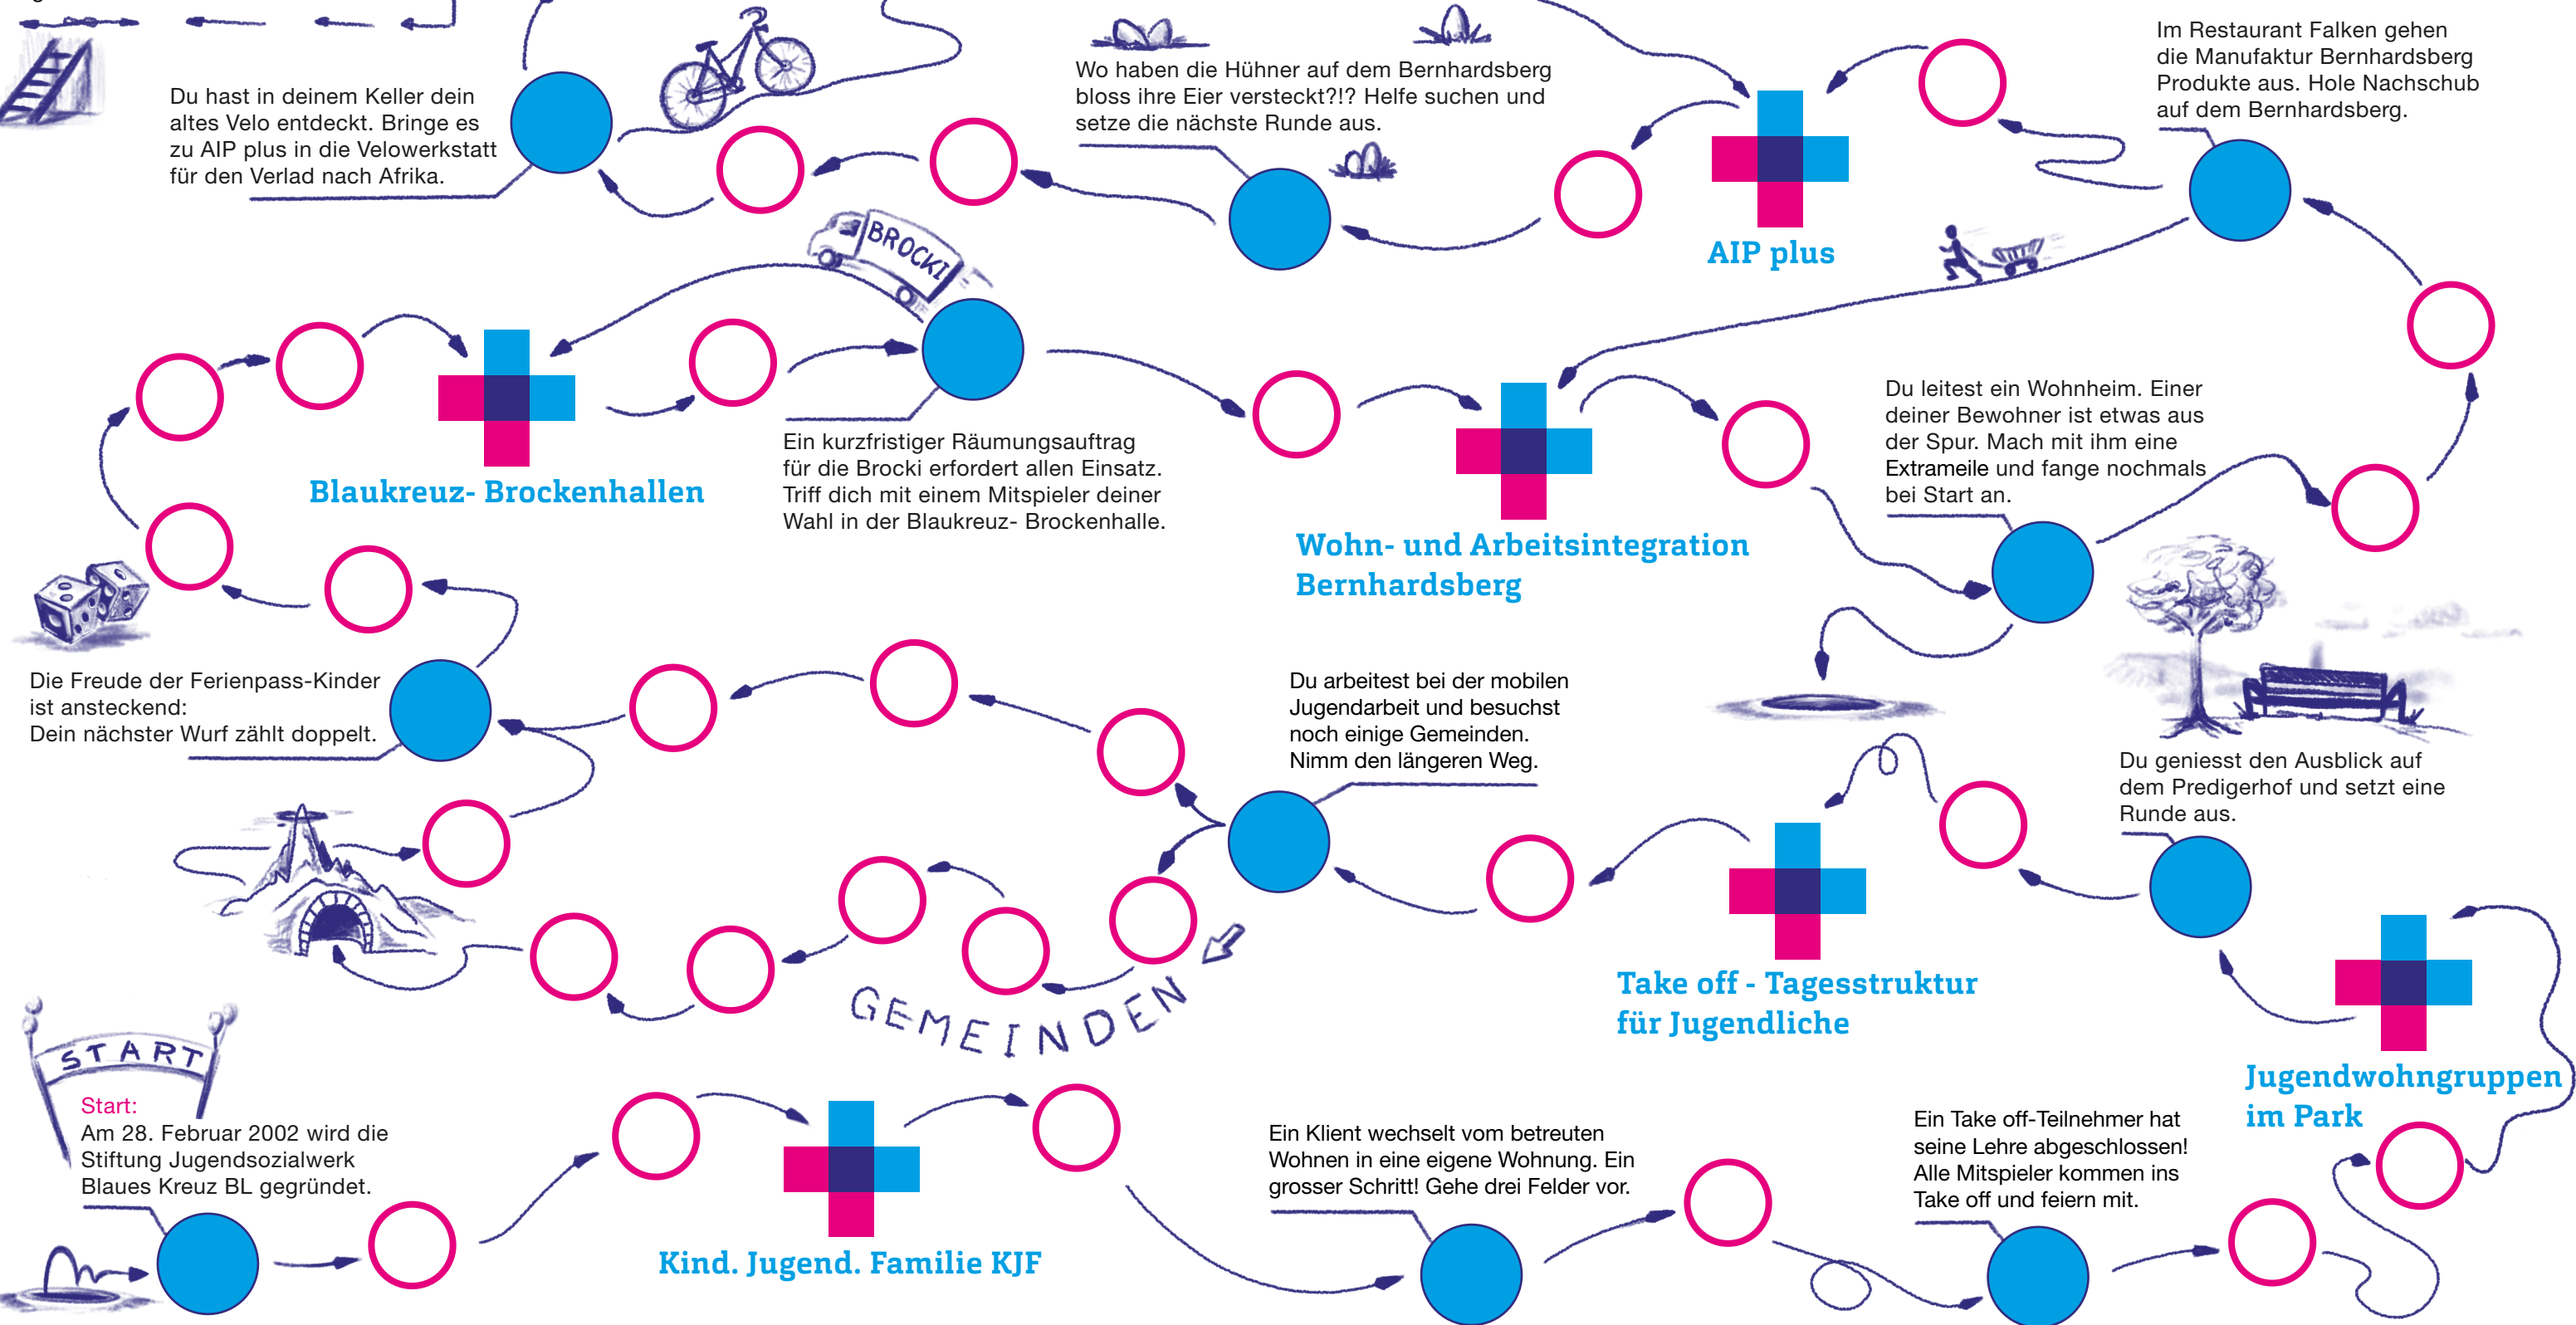 Im Restaurant Falken gehen
die Manufaktur Bernhardsberg
Produkte aus. Hole Nachschub
auf dem Bernhardsberg.
Wo haben die Hühner auf dem Bernhardsberg
bloss ihre Eier versteckt?!? Helfe suchen und
setze die nächste Runde aus.
Du hast in deinem Keller dein
altes Velo entdeckt. Bringe es
zu AIP plus in die Velowerkstatt
für den Verlad nach Afrika.
AIP plus
BROCKI
Du leitest ein Wohnheim. Einer
deiner Bewohner ist etwas aus
der Spur. Mach mit ihm eine
Extrameile und fange nochmals
bei Start an.
Ein kurzfristiger Räumungsauftrag
für die Brocki erfordert allen Einsatz.
Triff dich mit einem Mitspieler deiner
Wahl in der Blaukreuz- Brockenhalle.
Blaukreuz- Brockenhallen
Wohn- und Arbeitsintegration
Bernhardsberg
Die Freude der Ferienpass-Kinder
ist ansteckend:
Dein nächster Wurf zählt doppelt.
Du arbeitest bei der mobilen
Jugendarbeit und besuchst
noch einige Gemeinden.
Nimm den längeren Weg.
Du geniesst den Ausblick auf
dem Predigerhof und setzt eine
Runde aus.
GEMEINDEN
Take off - Tagesstruktur
für Jugendliche
Jugendwohngruppen
im Park
START
Start:
Am 28. Februar 2002 wird die
Stiftung Jugendsozialwerk
Blaues Kreuz BL gegründet.
Kind. Jugend. Familie KJF
Ein Klient wechselt vom betreuten
Wohnen in eine eigene Wohnung. Ein
grosser Schritt! Gehe drei Felder vor.
Ein Take off-Teilnehmer hat
seine Lehre abgeschlossen!
Alle Mitspieler kommen ins
Take off und feiern mit.